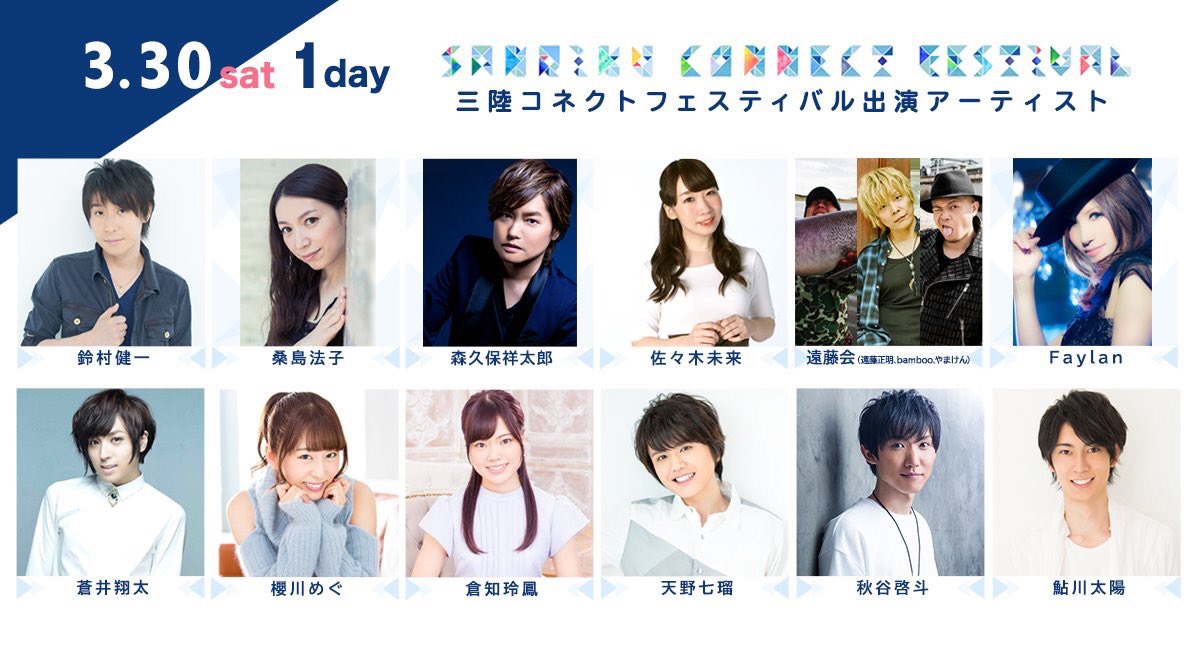 3.30 sat 1day
SANRIKU CONNECT FESTIVAL
三陸コネクトフェスティバル出演アーティスト
鈴村健一
桑島法子
森久保祥太郎
佐々木未来
遠藤会(遠藤正明、bamboo、やまけん)
Faylan
蒼井翔太
櫻川めぐ
倉知玲鳳
天野七瑠
秋谷啓斗
鮎川太陽